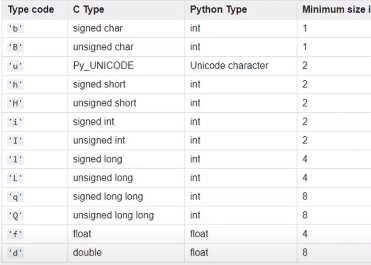 Type code C Type Python Type Minimum size i
'b' signed char int 1
'B' unsigned char int 1
'u' Py_UNICODE Unicode character 2
'h' signed short int 2
'H' unsigned short int 2
'i' signed int int 2
'I' unsigned int int 2
'l' signed long int 4
'L' unsigned long int 4
'q' signed long long int 8
'Q' unsigned long long int 8
'f' float float 4
'd' double float 8